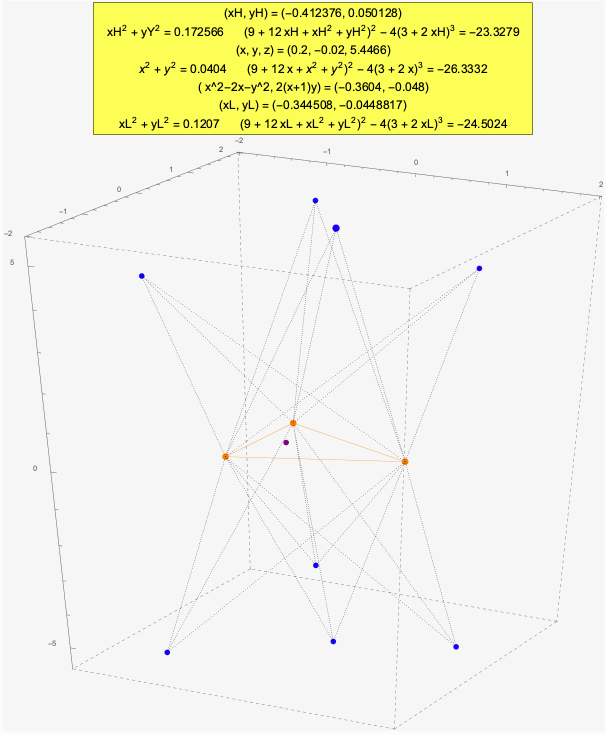 (xH, yH) = (−0.412376, 0.050128)
xH² + yY² = 0.172566 (9 + 12 xH + xH² + yH²)² − 4(3 + 2 xH)³ = −23.3279
(x, y, z) = (0.2, −0.02, 5.4466)
x² + y² = 0.0404 (9 + 12 x + x² + y²)² − 4(3 + 2 x)³ = −26.3332
( x^2−2x−y^2, 2(x+1)y) = (−0.3604, −0.048)
(xL, yL) = (−0.344508, −0.0448817)
xL² + yL² = 0.1207 (9 + 12 xL + xL² + yL²)² − 4(3 + 2 xL)³ = −24.5024
2
−2
−1
0
1
2
1
0
−1
−2
5
0
−5